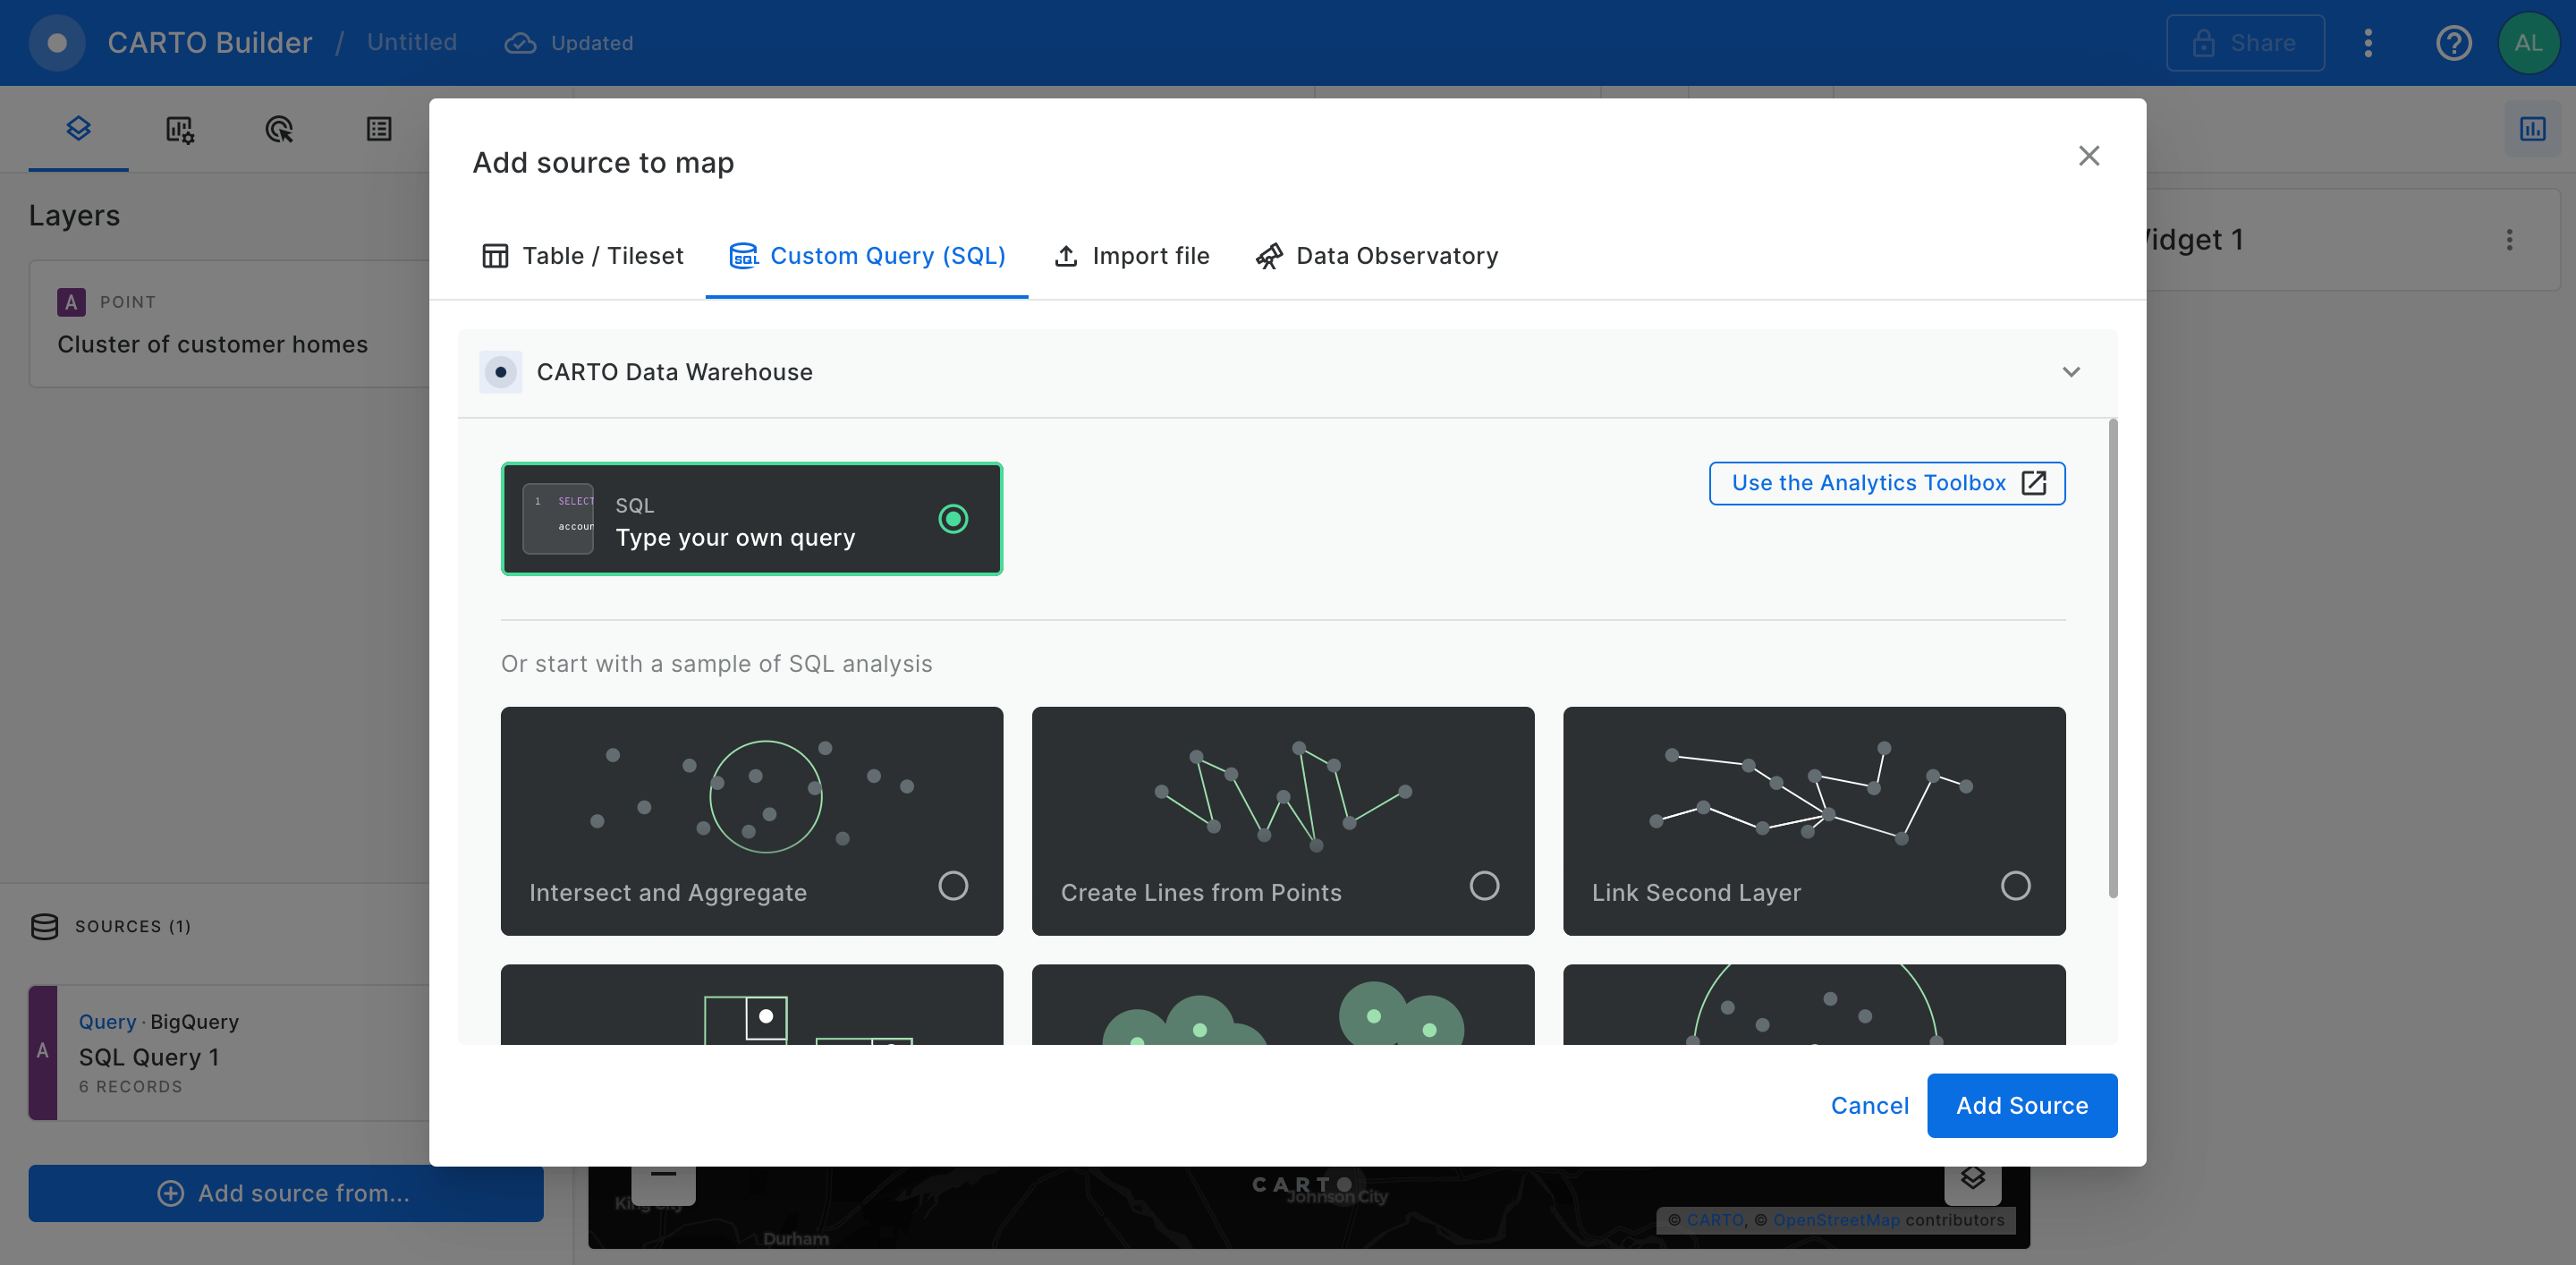 CARTO Builder / Untitled Updated Share AL
Layers
A POINT
Cluster of customer homes
SOURCES (1)
A
Query · BigQuery
SQL Query 1
6 RECORDS
Add source from...
Add source to map
Table / Tileset Custom Query (SQL) Import file Data Observatory
CARTO Data Warehouse
1 SELECT
accoun
SQL
Type your own query
Use the Analytics Toolbox
Or start with a sample of SQL analysis
Intersect and Aggregate
Create Lines from Points
Link Second Layer
Cancel Add Source
idget 1
CARTO
Johnson City
Durham
© CARTO, © OpenStreetMap contributors